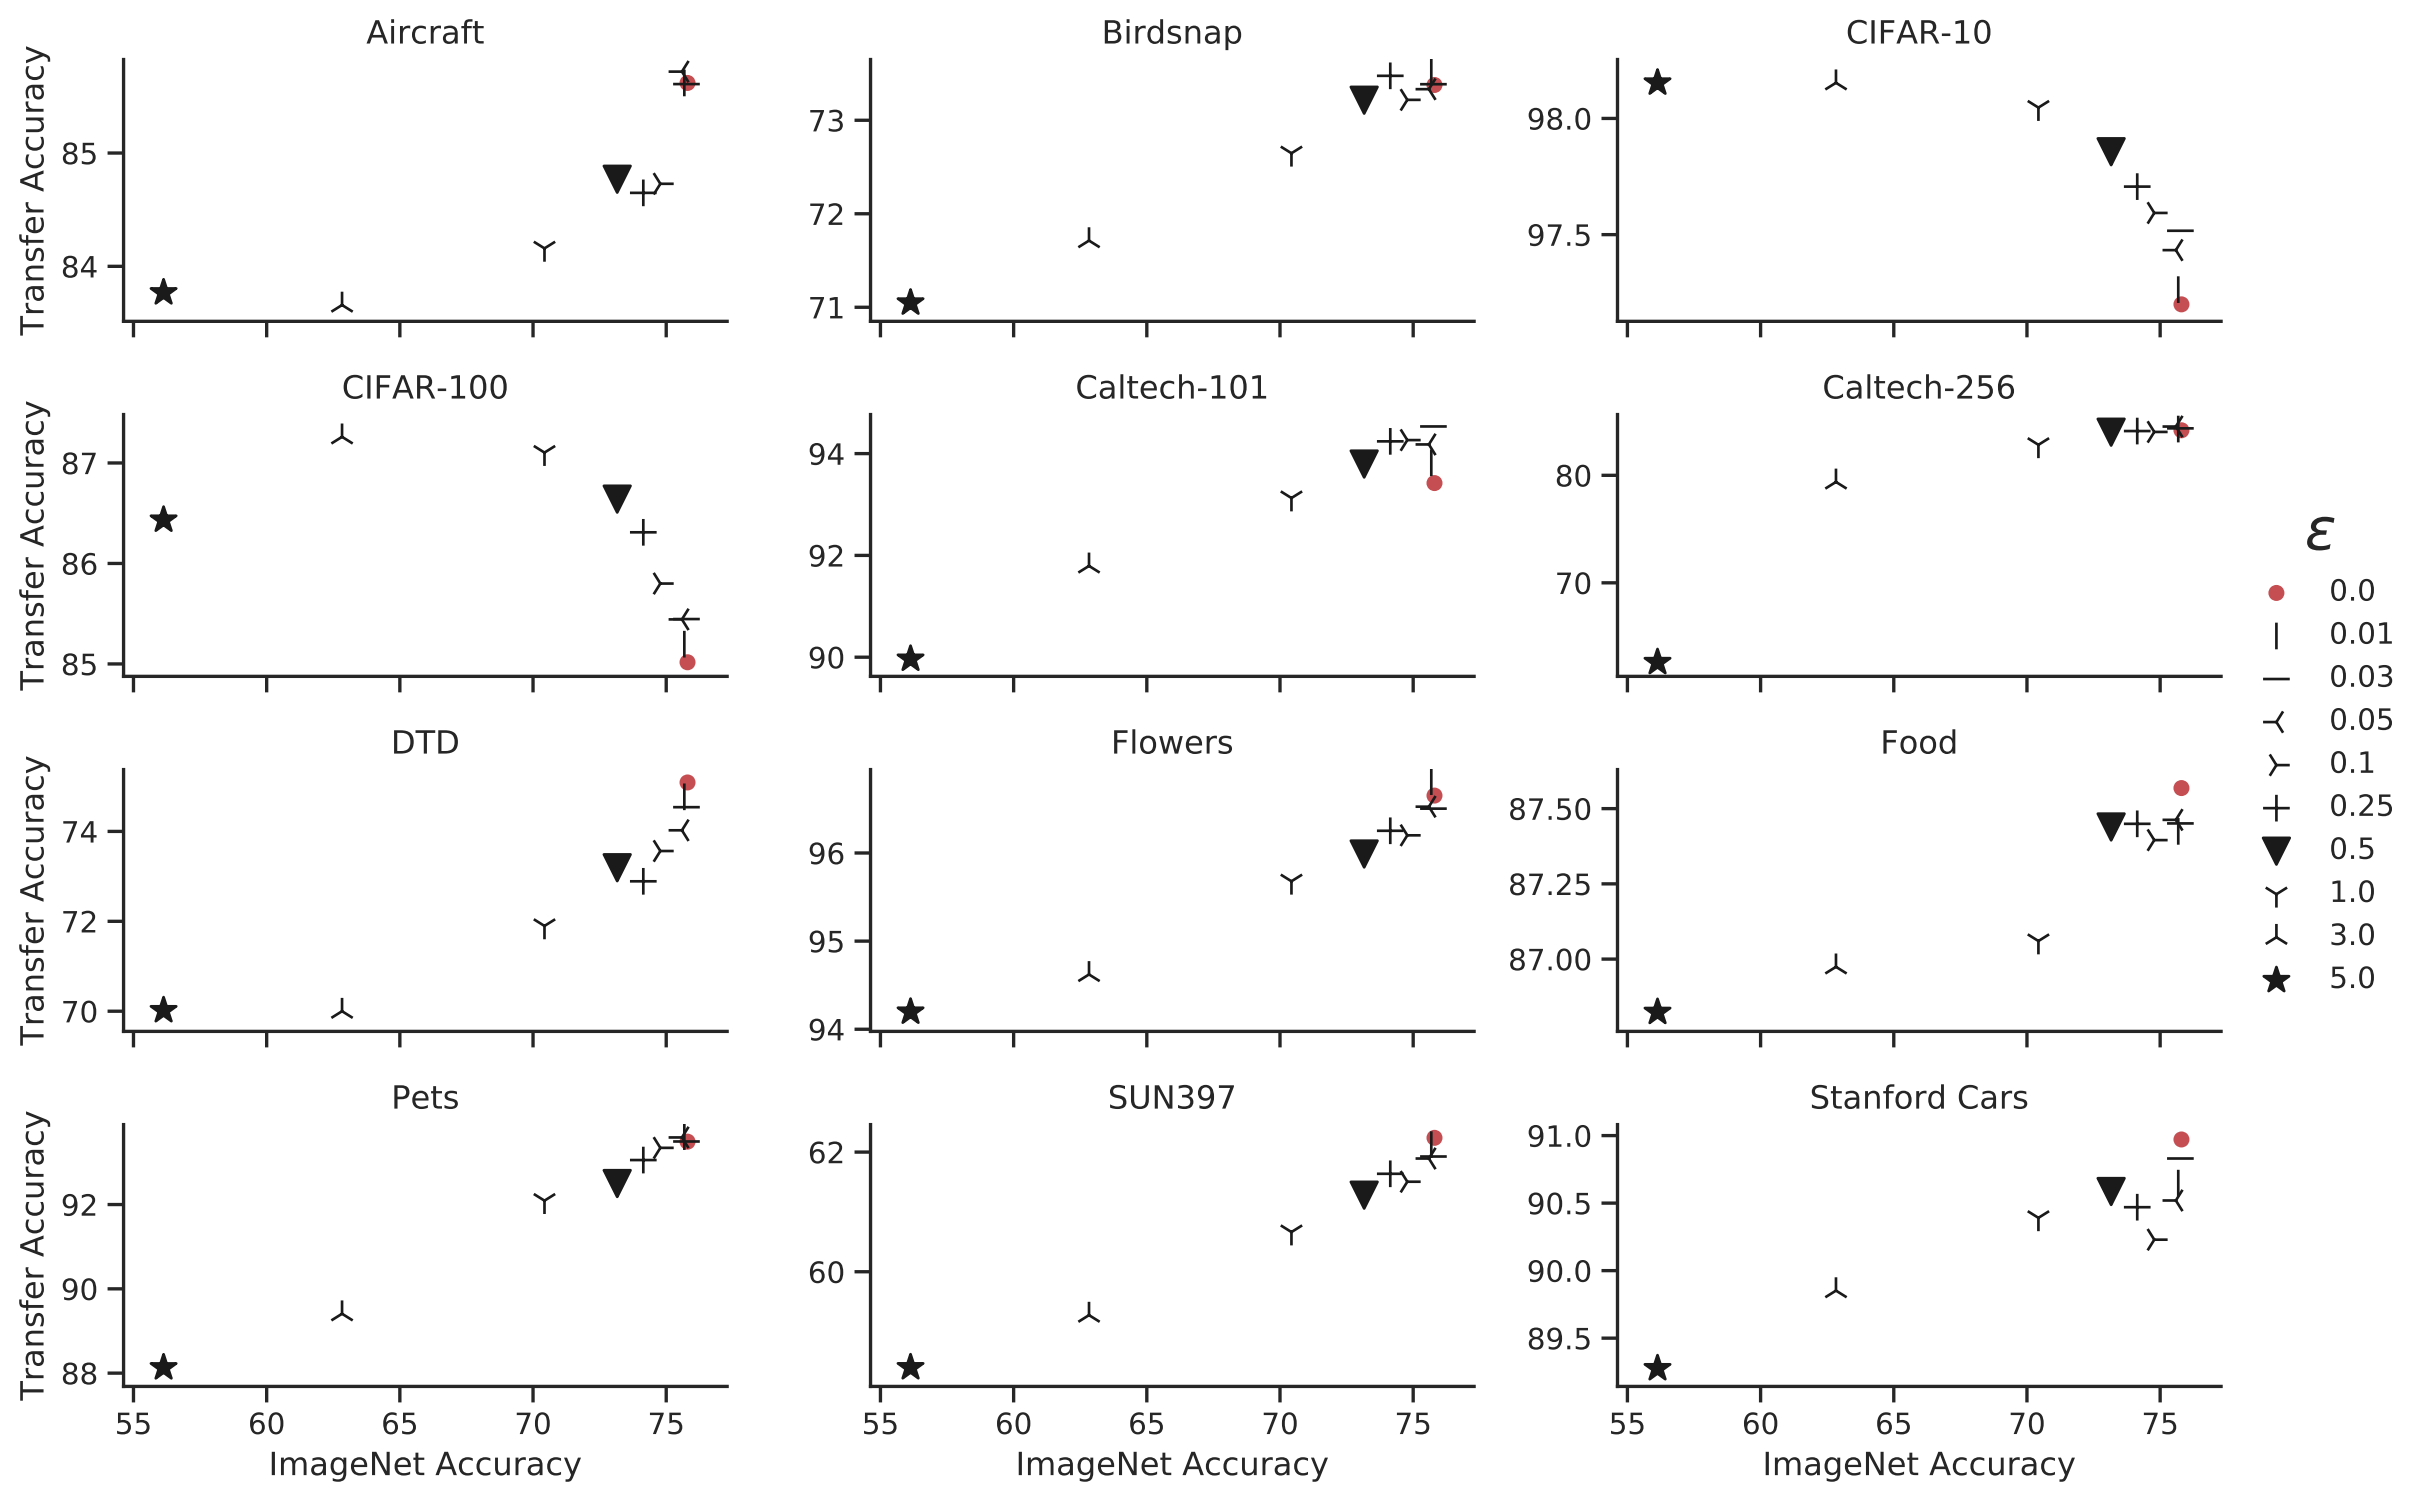 Aircraft
Birdsnap
CIFAR-10
Transfer Accuracy
85
84
73
72
71
98.0
97.5
CIFAR-100
Caltech-101
Caltech-256
Transfer Accuracy
87
86
85
94
92
90
80
70
DTD
Flowers
Food
Transfer Accuracy
74
72
70
96
95
94
87.50
87.25
87.00
Pets
SUN397
Stanford Cars
Transfer Accuracy
92
90
88
62
60
91.0
90.5
90.0
89.5
55 60 65 70 75
55 60 65 70 75
55 60 65 70 75
ImageNet Accuracy
ImageNet Accuracy
ImageNet Accuracy
ε
0.0
0.01
0.03
0.05
0.1
0.25
0.5
1.0
3.0
5.0